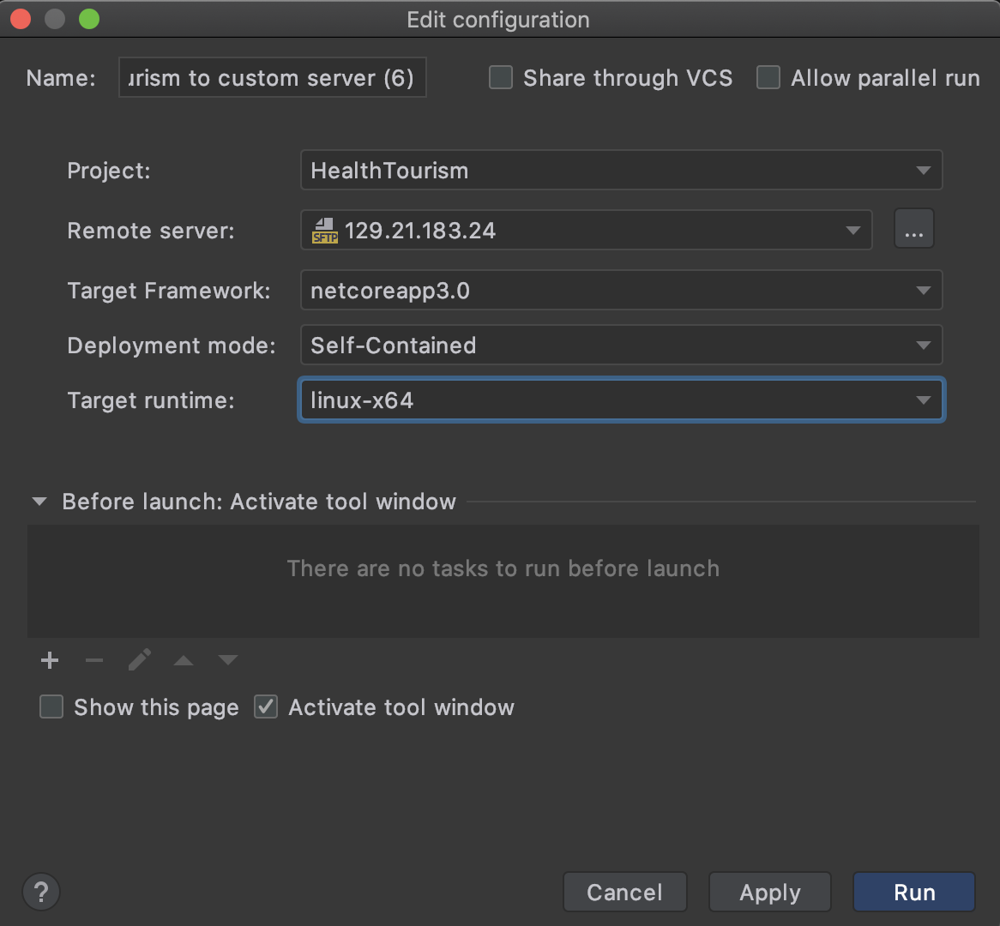 Edit configuration
Name: urism to custom server (6) Share through VCS Allow parallel run
Project: HealthTourism
Remote server: SFTP 129.21.183.24 ...
Target Framework: netcoreapp3.0
Deployment mode: Self-Contained
Target runtime: linux-x64
Before launch: Activate tool window
There are no tasks to run before launch
Show this page Activate tool window
? Cancel Apply Run